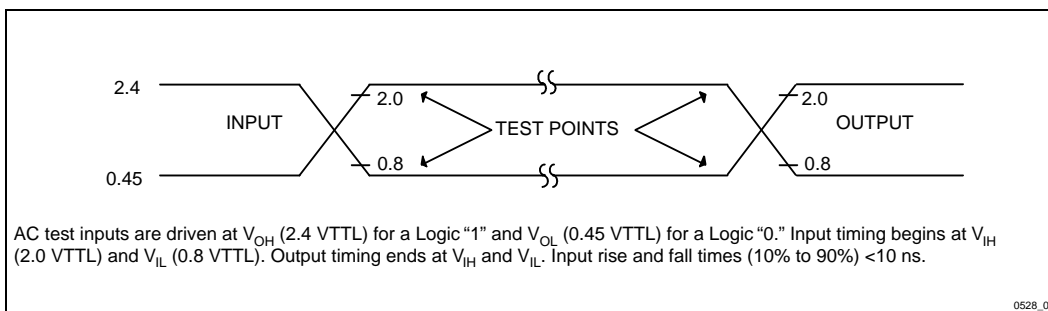 2.4
2.0
2.0
INPUT
TEST POINTS
OUTPUT
0.8
0.8
0.45
AC test inputs are driven at VOH (2.4 VTTL) for a Logic “1” and VOL (0.45 VTTL) for a Logic “0.” Input timing begins at VIH
(2.0 VTTL) and VIL (0.8 VTTL). Output timing ends at VIH and VIL. Input rise and fall times (10% to 90%) <10 ns.
0528_0